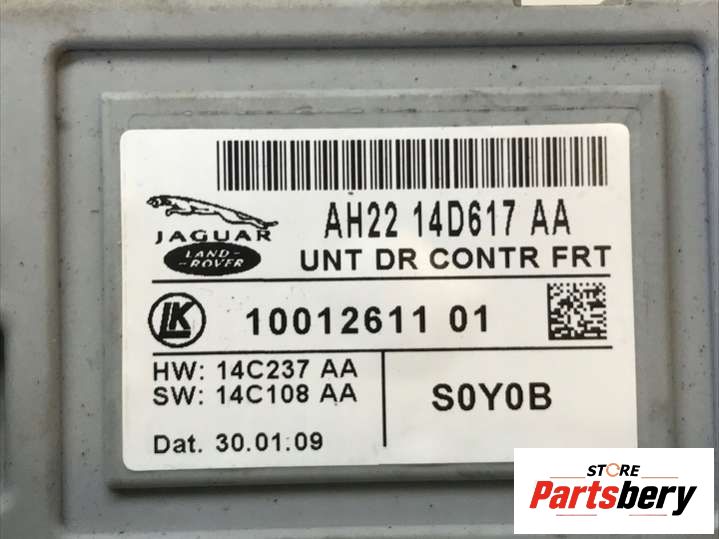 AH22 14D617 AA
JAGUAR
LAND-
-ROVER
UNT DR CONTR FRT
LK
10012611 01
HW: 14C237 AA
SW: 14C108 AA
S0Y0B
Dat. 30.01.09
STORE
Partsbery